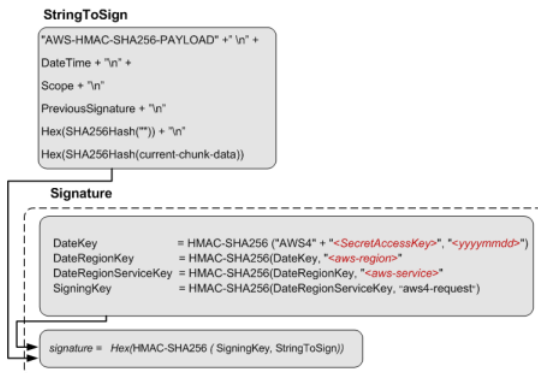 StringToSign
"AWS-HMAC-SHA256-PAYLOAD" +" \n" +
DateTime + "\n" +
Scope + "\n"
PreviousSignature + "\n"
Hex(SHA256Hash("")) + "\n"
Hex(SHA256Hash(current-chunk-data))
Signature
DateKey = HMAC-SHA256 ("AWS4" + "<SecretAccessKey>", "<yyyymmdd>")
DateRegionKey = HMAC-SHA256(DateKey, "<aws-region>")
DateRegionServiceKey = HMAC-SHA256(DateRegionKey, "<aws-service>")
SigningKey = HMAC-SHA256(DateRegionServiceKey, "aws4-request")
signature = Hex(HMAC-SHA256 ( SigningKey, StringToSign))